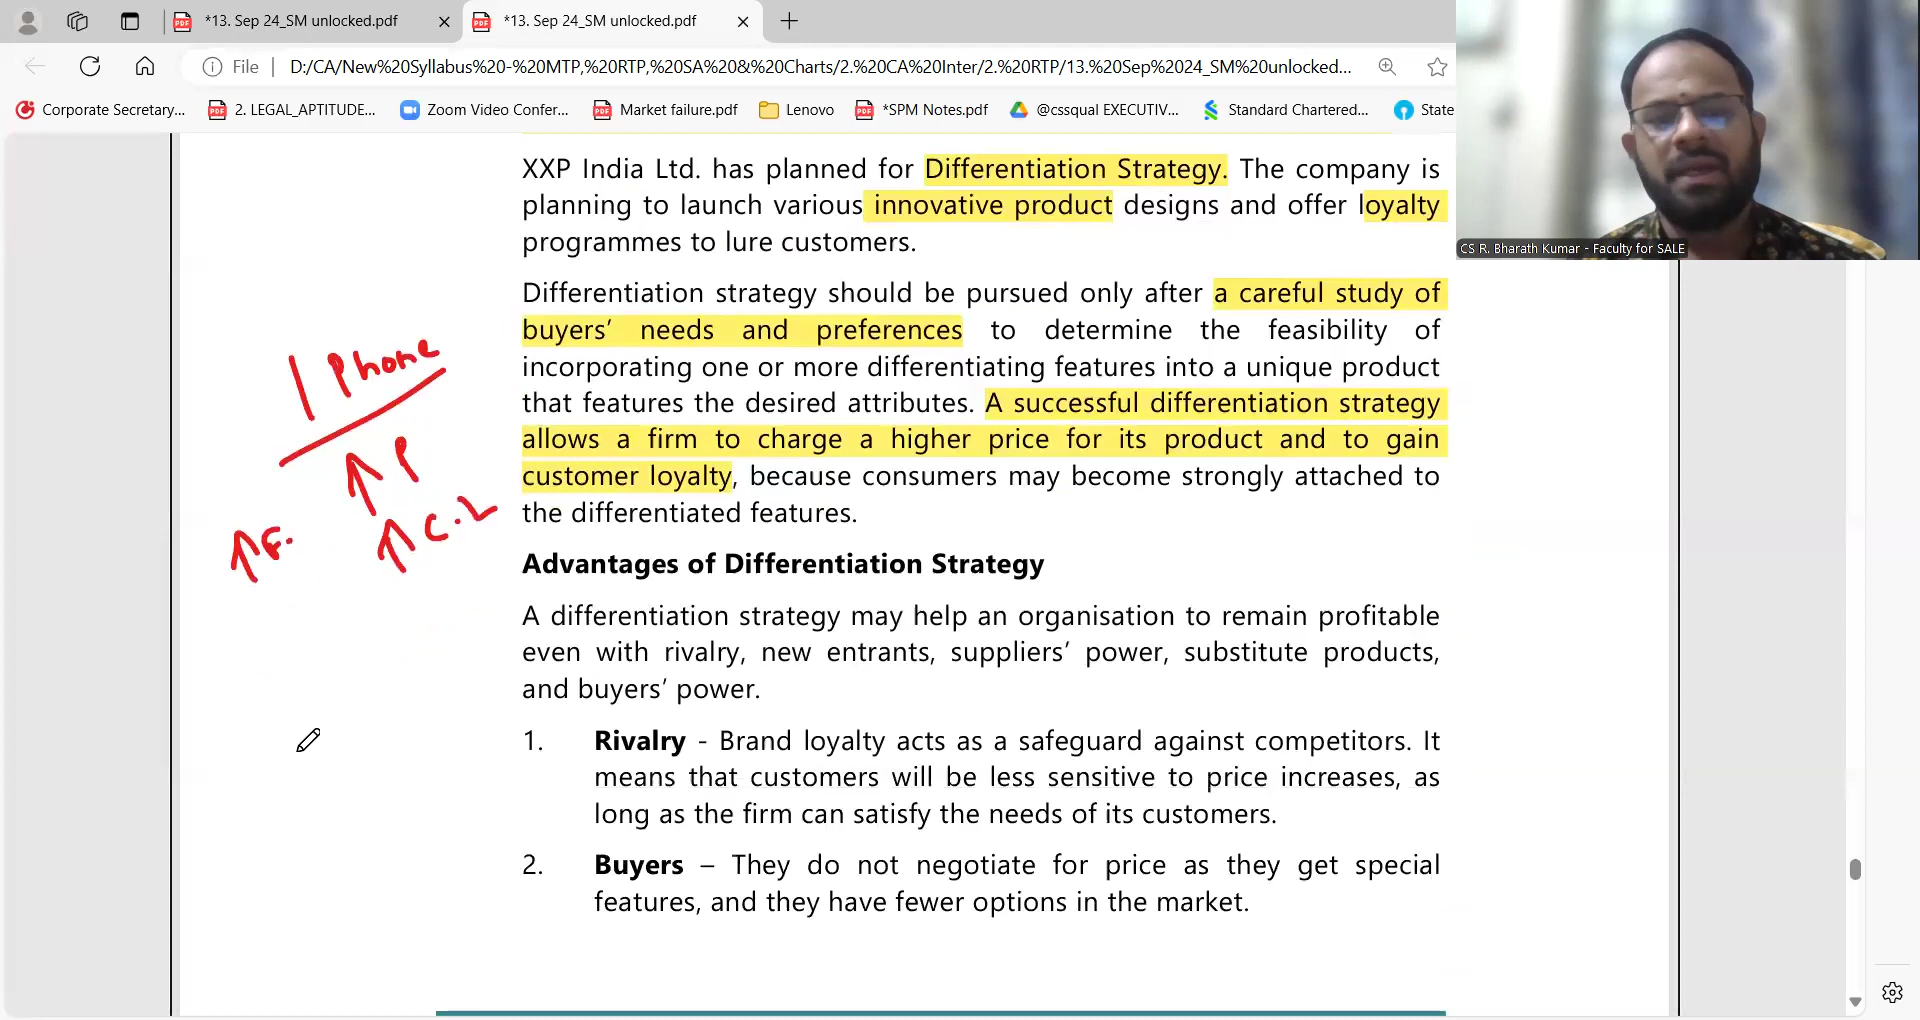 *13. Sep 24_SM unlocked.pdf
*13. Sep 24_SM unlocked.pdf
File
D:/CA/New%20Syllabus%20-%20MTP,%20RTP,%20SA%20&%20Charts/2.%20CA%20Inter/2.%20RTP/13.%20Sep%2024_SM%20unlocked...
Corporate Secretary...
2. LEGAL_APTITUDE...
Zoom Video Confer...
Market failure.pdf
Lenovo
*SPM Notes.pdf
@cssqual EXECUTIV...
Standard Chartered...
State
CS R. Bharath Kumar - Faculty for SALE
XXP India Ltd. has planned for Differentiation Strategy. The company is
planning to launch various innovative product designs and offer loyalty
programmes to lure customers.
Differentiation strategy should be pursued only after a careful study of
buyers’ needs and preferences to determine the feasibility of
incorporating one or more differentiating features into a unique product
that features the desired attributes. A successful differentiation strategy
allows a firm to charge a higher price for its product and to gain
customer loyalty, because consumers may become strongly attached to
the differentiated features.
I Phone
P
C.L
F.
Advantages of Differentiation Strategy
A differentiation strategy may help an organisation to remain profitable
even with rivalry, new entrants, suppliers’ power, substitute products,
and buyers’ power.
1. Rivalry - Brand loyalty acts as a safeguard against competitors. It
means that customers will be less sensitive to price increases, as
long as the firm can satisfy the needs of its customers.
2. Buyers – They do not negotiate for price as they get special
features, and they have fewer options in the market.